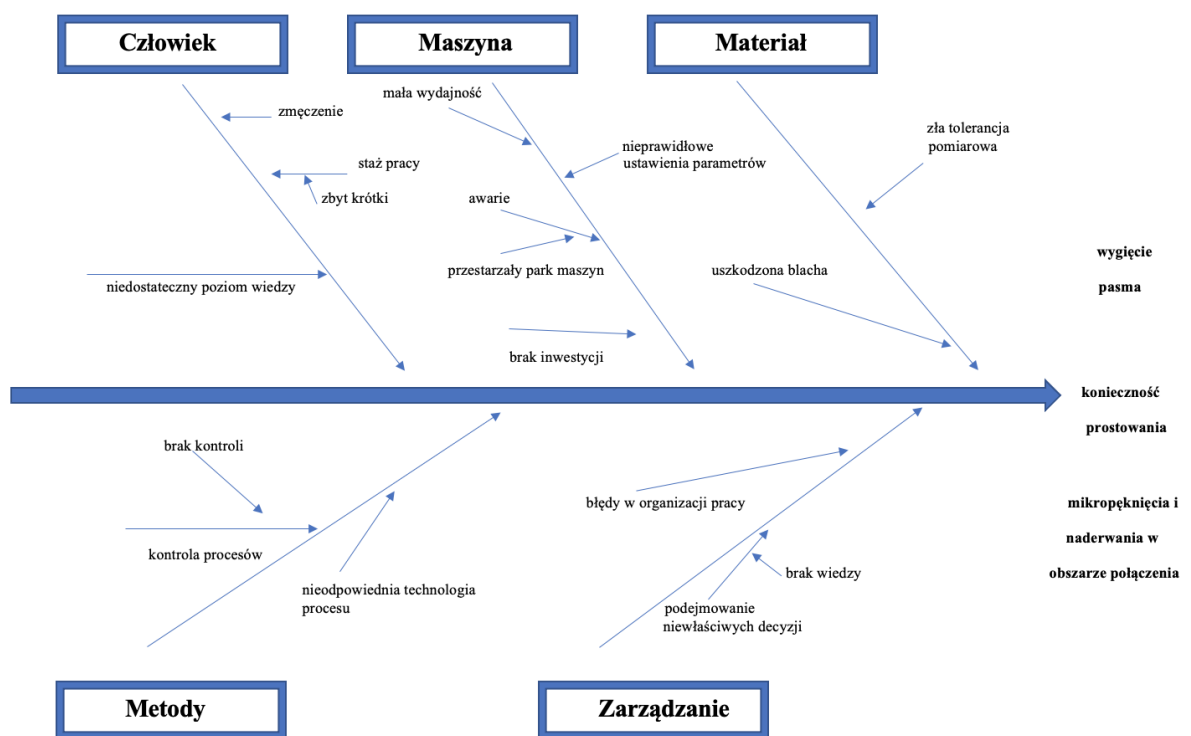 Człowiek
Maszyna
Materiał
zmęczenie
staż pracy
zbyt krótki
niedostateczny poziom wiedzy
mała wydajność
nieprawidłowe
ustawienia parametrów
awarie
przestarzały park maszyn
brak inwestycji
zła tolerancja
pomiarowa
uszkodzona blacha
wygięcie
pasma
konieczność
prostowania
mikropęknięcia i
naderwania w
obszarze połączenia
brak kontroli
kontrola procesów
nieodpowiednia technologia
procesu
błędy w organizacji pracy
brak wiedzy
podejmowanie
niewłaściwych decyzji
Metody
Zarządzanie